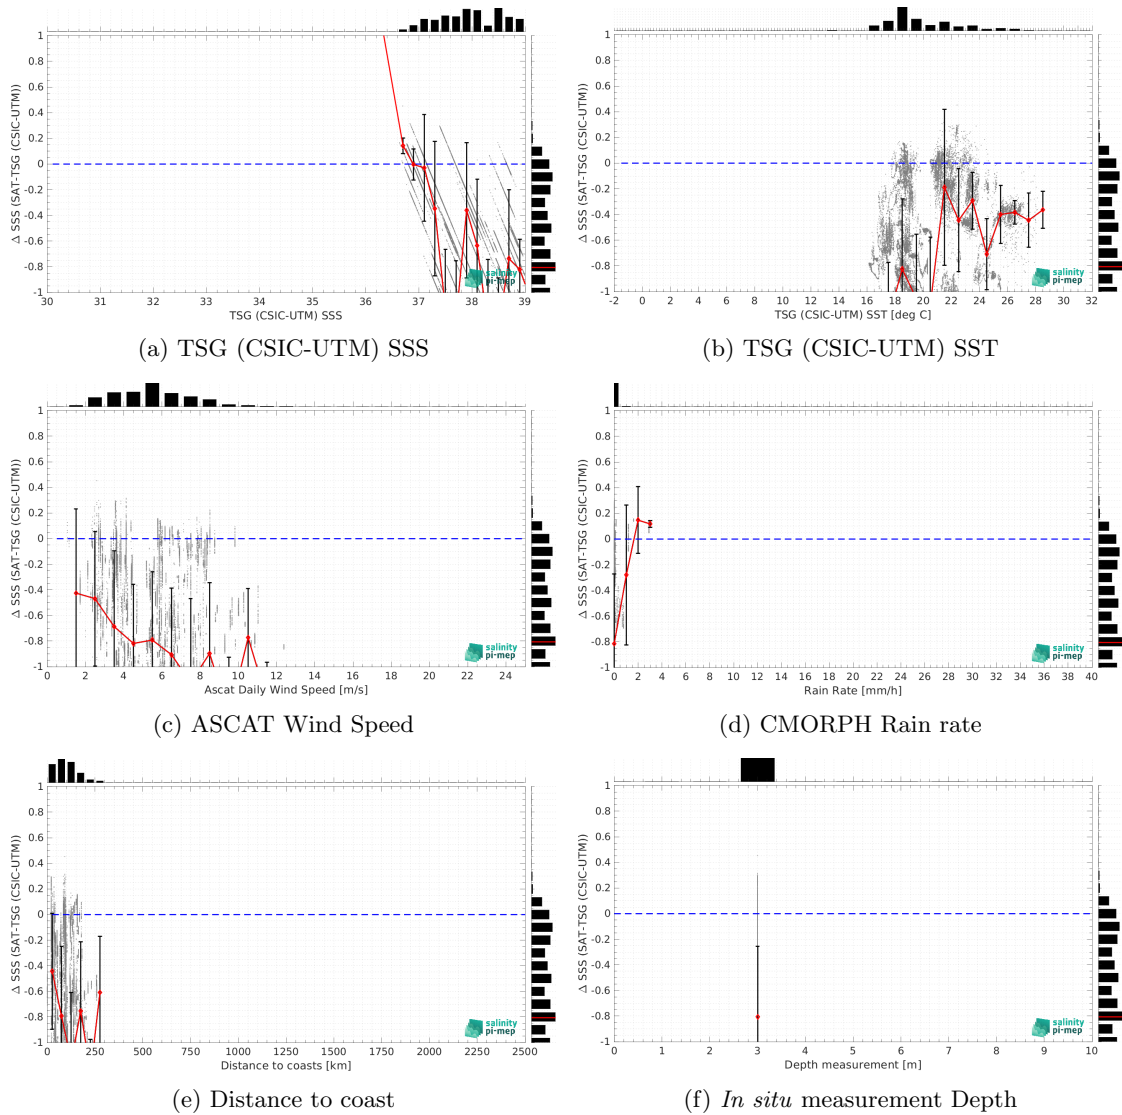 1
0.8
0.6
0.4
0.2
0
-0.2
-0.4
-0.6
-0.8
-1
Δ SSS (SAT-TSG (CSIC-UTM))
30 31 32 33 34 35 36 37 38 39
TSG (CSIC-UTM) SSS
salinity
pi-mep
(a) TSG (CSIC-UTM) SSS
1
0.8
0.6
0.4
0.2
0
-0.2
-0.4
-0.6
-0.8
-1
Δ SSS (SAT-TSG (CSIC-UTM))
-2 0 2 4 6 8 10 12 14 16 18 20 22 24 26 28 30 32
TSG (CSIC-UTM) SST [deg C]
salinity
pi-mep
(b) TSG (CSIC-UTM) SST
1
0.8
0.6
0.4
0.2
0
-0.2
-0.4
-0.6
-0.8
-1
Δ SSS (SAT-TSG (CSIC-UTM))
0 2 4 6 8 10 12 14 16 18 20 22 24
Ascat Daily Wind Speed [m/s]
salinity
pi-mep
(c) ASCAT Wind Speed
1
0.8
0.6
0.4
0.2
0
-0.2
-0.4
-0.6
-0.8
-1
Δ SSS (SAT-TSG (CSIC-UTM))
0 2 4 6 8 10 12 14 16 18 20 22 24 26 28 30 32 34 36 38 40
Rain Rate [mm/h]
salinity
pi-mep
(d) CMORPH Rain rate
1
0.8
0.6
0.4
0.2
0
-0.2
-0.4
-0.6
-0.8
-1
Δ SSS (SAT-TSG (CSIC-UTM))
0 250 500 750 1000 1250 1500 1750 2000 2250 2500
Distance to coasts [km]
salinity
pi-mep
(e) Distance to coast
1
0.8
0.6
0.4
0.2
0
-0.2
-0.4
-0.6
-0.8
-1
Δ SSS (SAT-TSG (CSIC-UTM))
0 1 2 3 4 5 6 7 8 9 10
Depth measurement [m]
salinity
pi-mep
(f) In situ measurement Depth